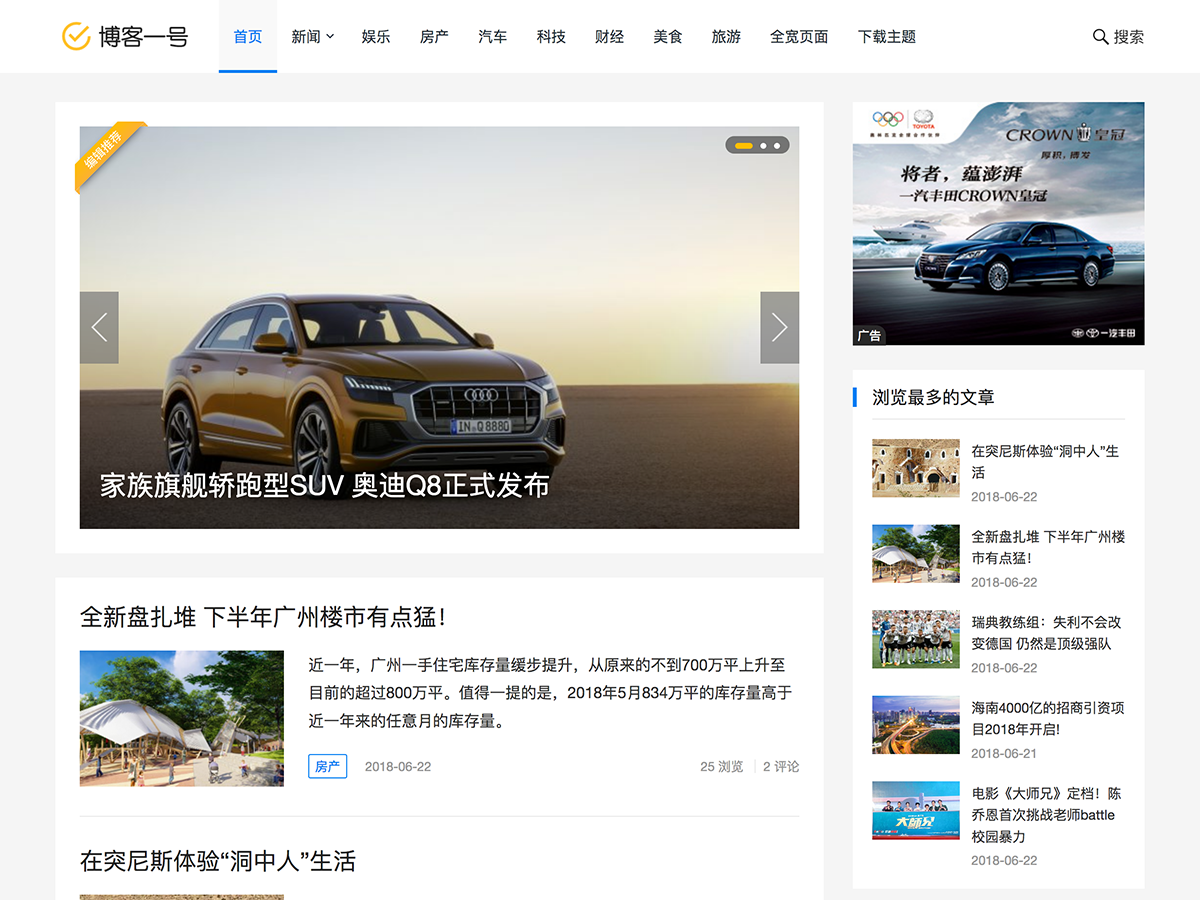 博客一号
首页 新闻 娱乐 房产 汽车 科技 财经 美食 旅游 全宽页面 下载主题
搜索
编辑推荐
家族旗舰轿跑型SUV 奥迪Q8正式发布
IN Q 8880
全新盘扎堆 下半年广州楼市有点猛！
近一年，广州一手住宅库存量缓步提升，从原来的不到700万平上升至
目前的超过800万平。值得一提的是，2018年5月834万平的库存量高于
近一年来的任意月的库存量。
房产 2018-06-22 25 浏览 2 评论
在突尼斯体验“洞中人”生活
TOYOTA
CROWN 皇冠
厚积，博发
将者，蕴澎湃
一汽丰田CROWN皇冠
广告
一汽丰田
浏览最多的文章
在突尼斯体验“洞中人”生
活
2018-06-22
全新盘扎堆 下半年广州楼
市有点猛！
2018-06-22
瑞典教练组：失利不会改
变德国 仍然是顶级强队
2018-06-22
海南4000亿的招商引资项
目2018年开启!
2018-06-21
大师兄
电影《大师兄》定档！陈
乔恩首次挑战老师battle
校园暴力
2018-06-22